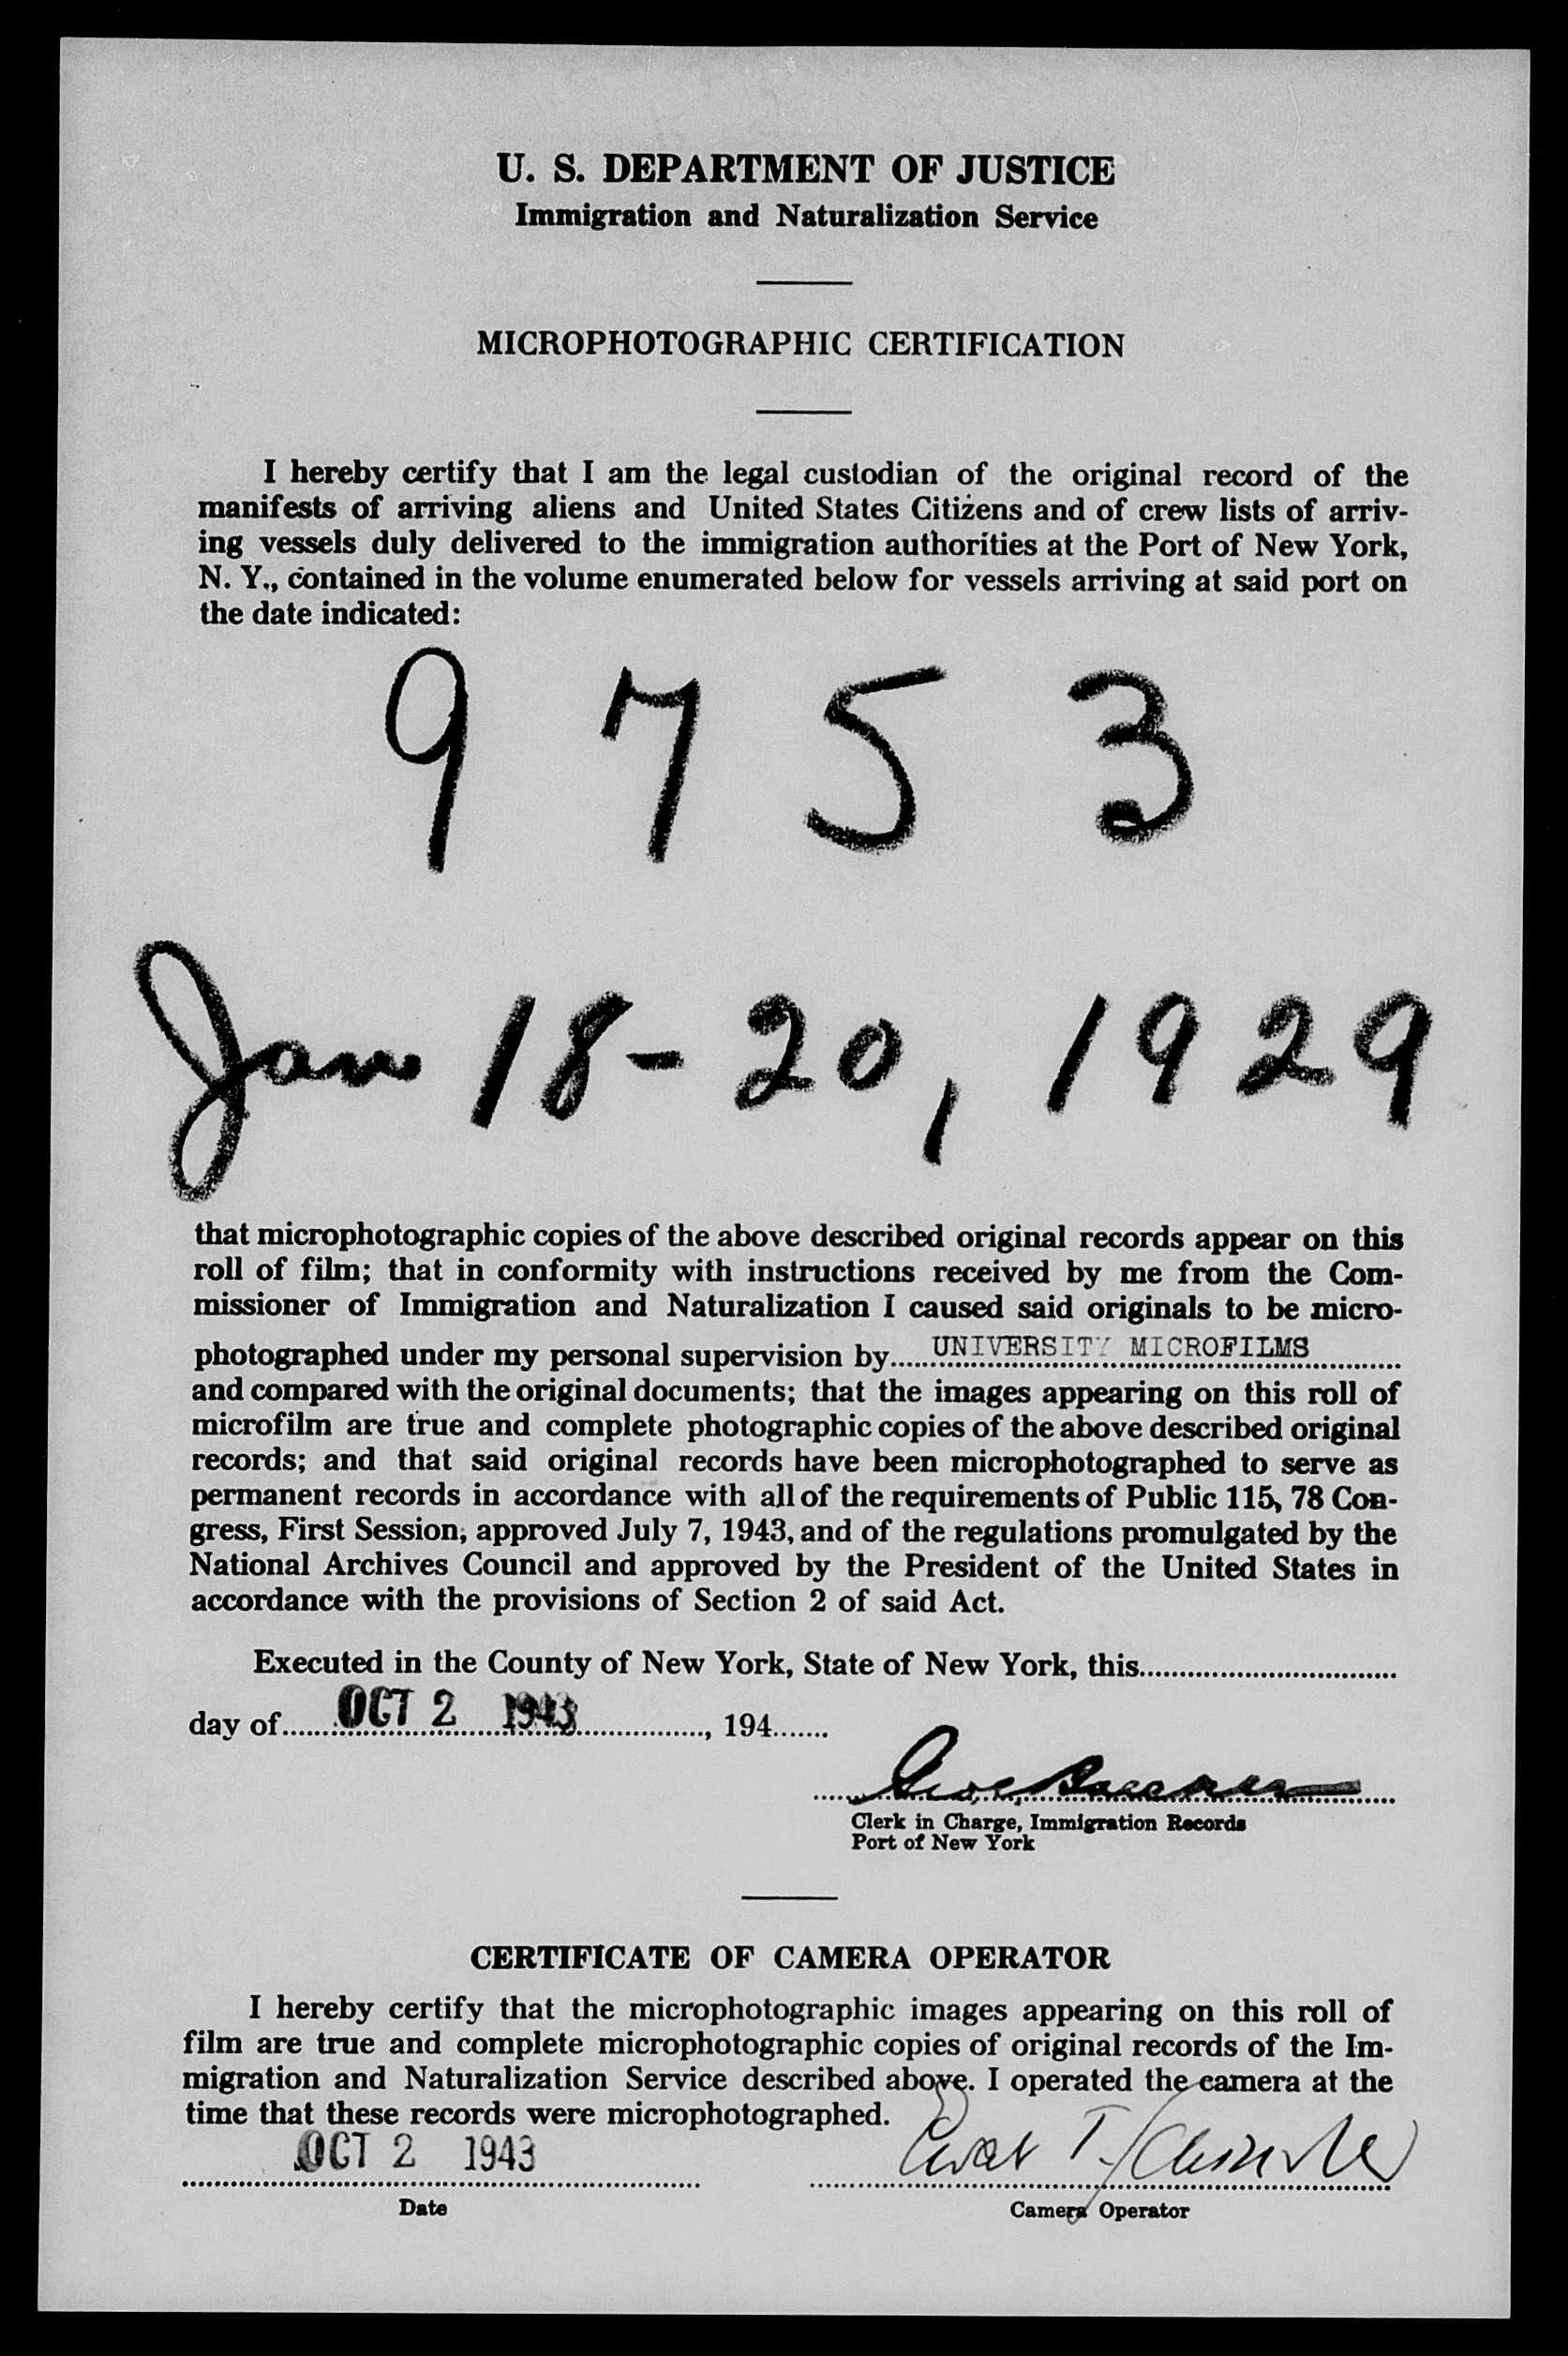 U. S. DEPARTMENT OF JUSTICE
Immigration and Naturalization Service
MICROPHOTOGRAPHIC CERTIFICATION
I hereby certify that I am the legal custodian of the original record of the
manifests of arriving aliens and United States Citizens and of crew lists of arriv-
ing vessels duly delivered to the immigration authorities at the Port of New York,
N. Y., contained in the volume enumerated below for vessels arriving at said port on
the date indicated:
9 7 5 3
Jan 18-20, 1929
that microphotographic copies of the above described original records appear on this
roll of film; that in conformity with instructions received by me from the Com-
missioner of Immigration and Naturalization I caused said originals to be micro-
photographed under my personal supervision by UNIVERSITY MICROFILMS
and compared with the original documents; that the images appearing on this roll of
microfilm are true and complete photographic copies of the above described original
records; and that said original records have been microphotographed to serve as
permanent records in accordance with all of the requirements of Public 115, 78 Con-
gress, First Session, approved July 7, 1943, and of the regulations promulgated by the
National Archives Council and approved by the President of the United States in
accordance with the provisions of Section 2 of said Act.
Executed in the County of New York, State of New York, this
day of OCT 2 1943, 194
Clerk in Charge, Immigration Records
Port of New York
CERTIFICATE OF CAMERA OPERATOR
I hereby certify that the microphotographic images appearing on this roll of
film are true and complete microphotographic copies of original records of the Im-
migration and Naturalization Service described above. I operated the camera at the
time that these records were microphotographed.
OCT 2 1943
Date
Camera Operator